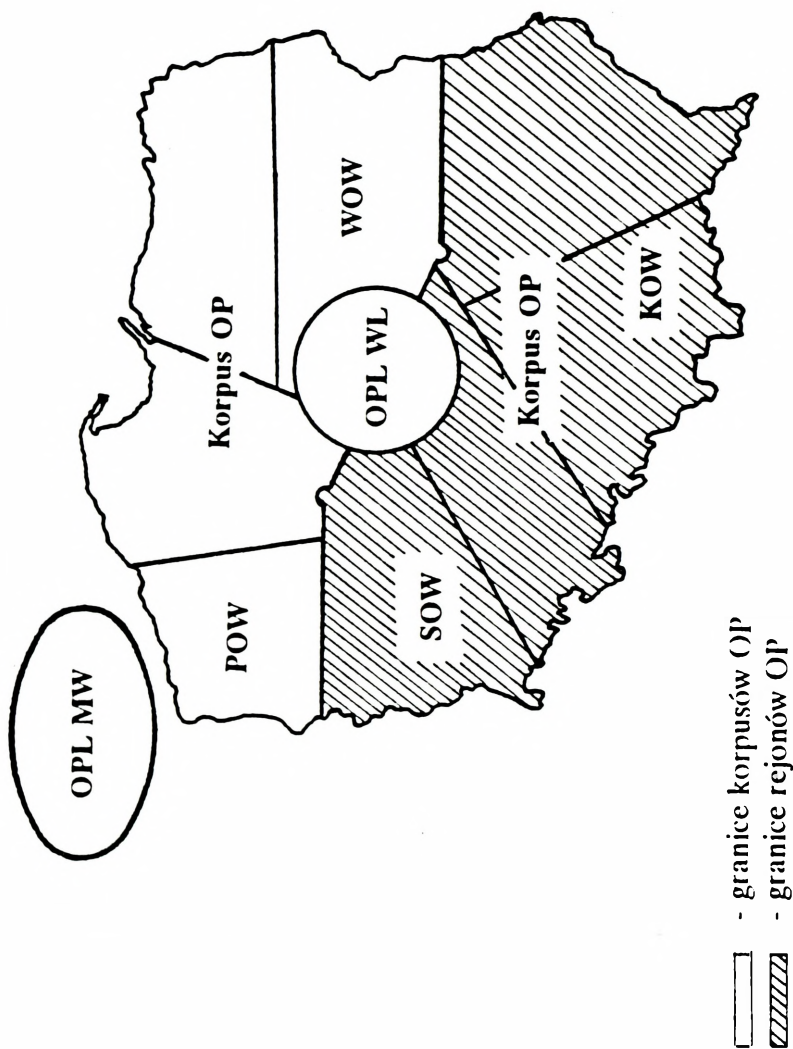 OPL MW
POW
Korpus OP
WOW
OPL WL
SOW
Korpus OP
KOW
- granice korpusów OP
- granice rejonów OP